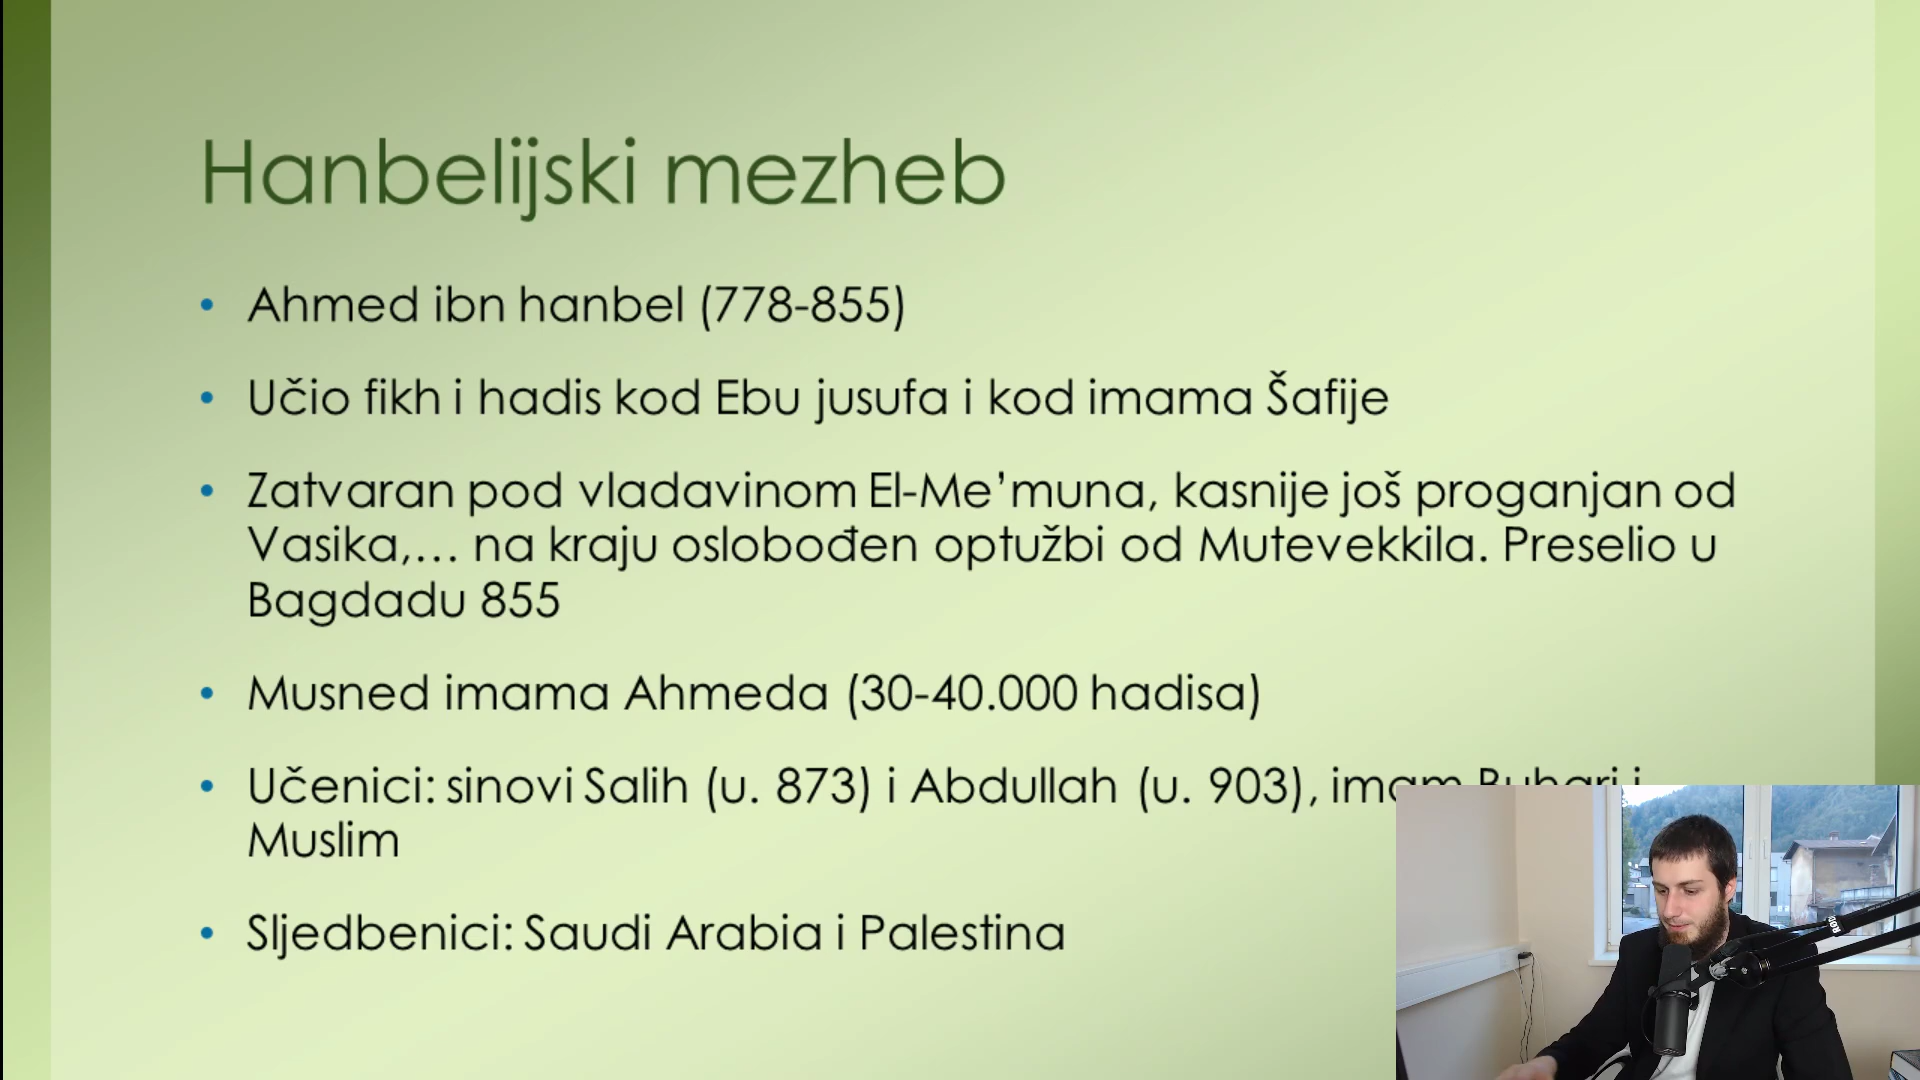 Hanbelijski mezheb
Ahmed ibn hanbel (778-855)
Učio fikh i hadis kod Ebu jusufa i kod imama Šafije
Zatvaran pod vladavinom El-Me’muna, kasnije još proganjan od
Vasika,… na kraju oslobođen optužbi od Mutevekkila. Preselio u
Bagdadu 855
Musned imama Ahmeda (30-40.000 hadisa)
Učenici: sinovi Salih (u. 873) i Abdullah (u. 903), imam Buhari i
Muslim
Sljedbenici: Saudi Arabia i Palestina